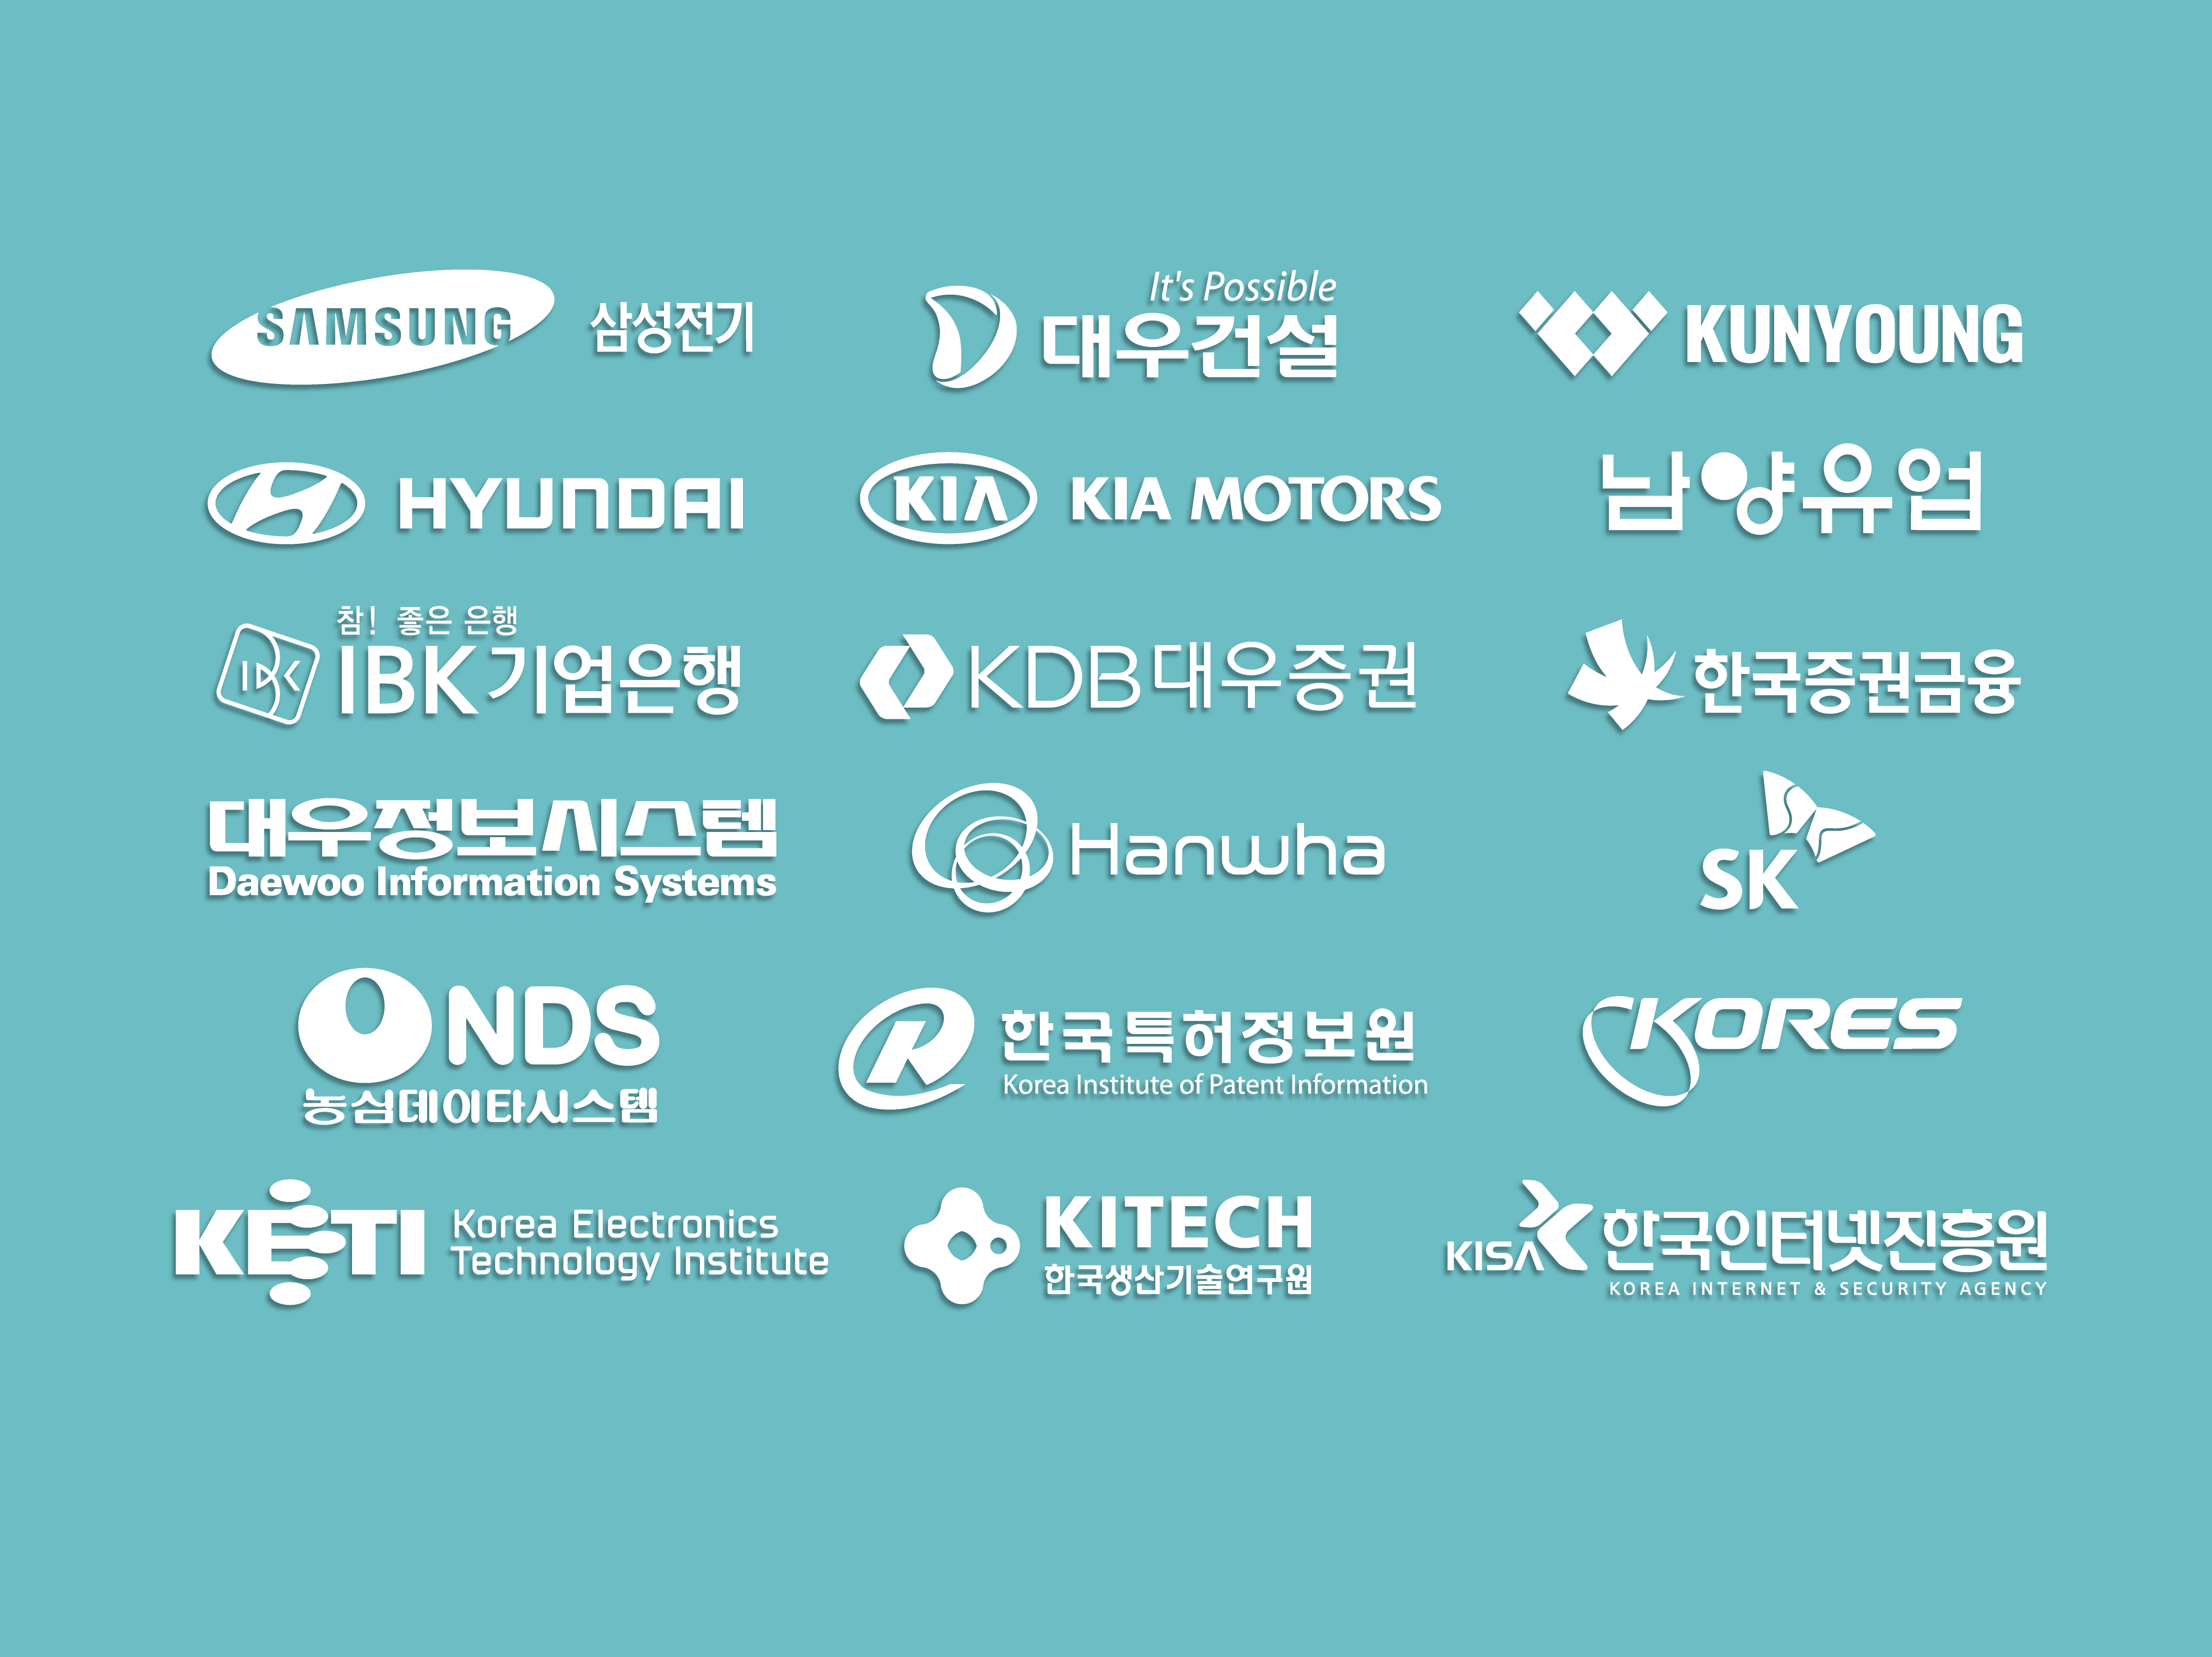 SAMSUNG 삼성전기
It's Possible
대우건설
KUNYOUNG
HYUNDAI
KIA KIA MOTORS
남양유업
참! 좋은 은행
IBK IBK기업은행
KDB대우증권
한국증권금융
대우정보시스템
Daewoo Information Systems
Hanwha
SK
NDS
농심데이타시스템
한국특허정보원
Korea Institute of Patent Information
KORES
KETI Korea Electronics
Technology Institute
KITECH
한국생산기술연구원
KISA 한국인터넷진흥원
KOREA INTERNET & SECURITY AGENCY